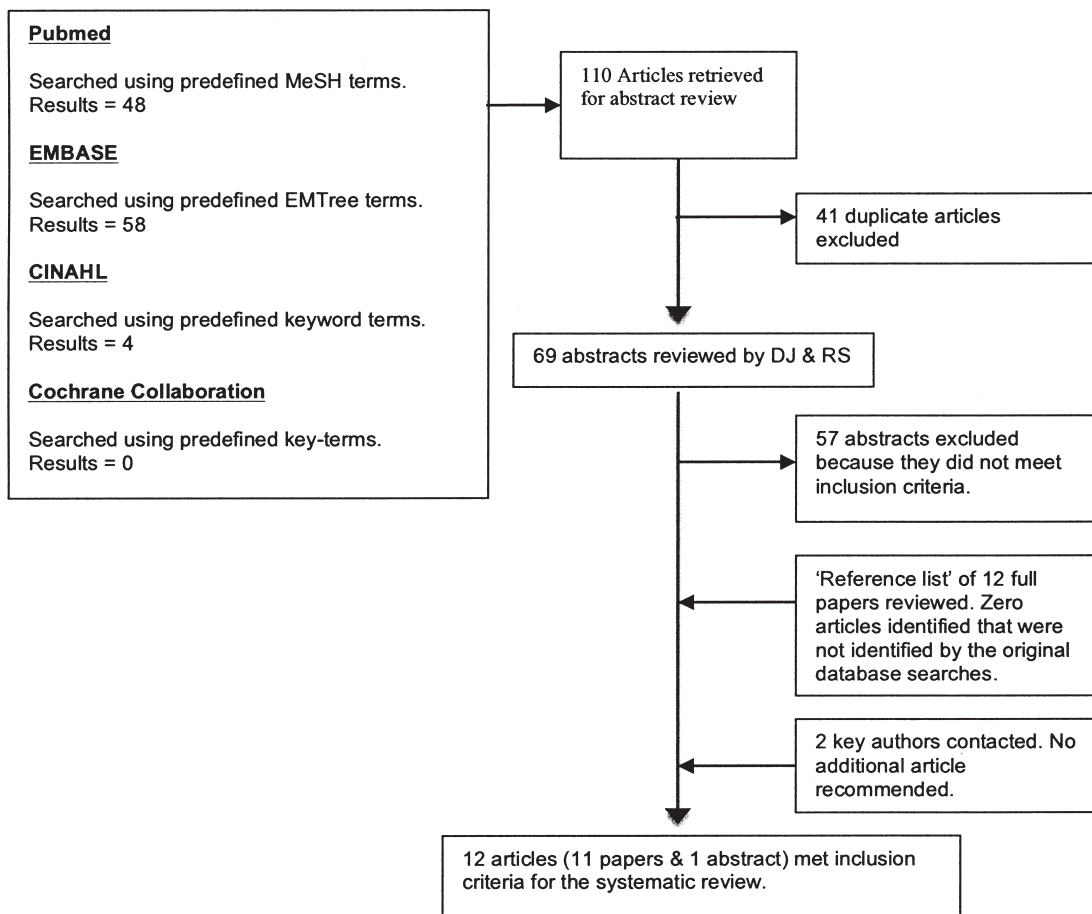 Pubmed
Searched using predefined MeSH terms.
Results = 48
EMBASE
Searched using predefined EMTree terms.
Results = 58
CINAHL
Searched using predefined keyword terms.
Results = 4
Cochrane Collaboration
Searched using predefined key-terms.
Results = 0
110 Articles retrieved
for abstract review
41 duplicate articles
excluded
69 abstracts reviewed by DJ & RS
57 abstracts excluded
because they did not meet
inclusion criteria.
‘Reference list’ of 12 full
papers reviewed. Zero
articles identified that were
not identified by the original
database searches.
2 key authors contacted. No
additional article
recommended.
12 articles (11 papers & 1 abstract) met inclusion
criteria for the systematic review.